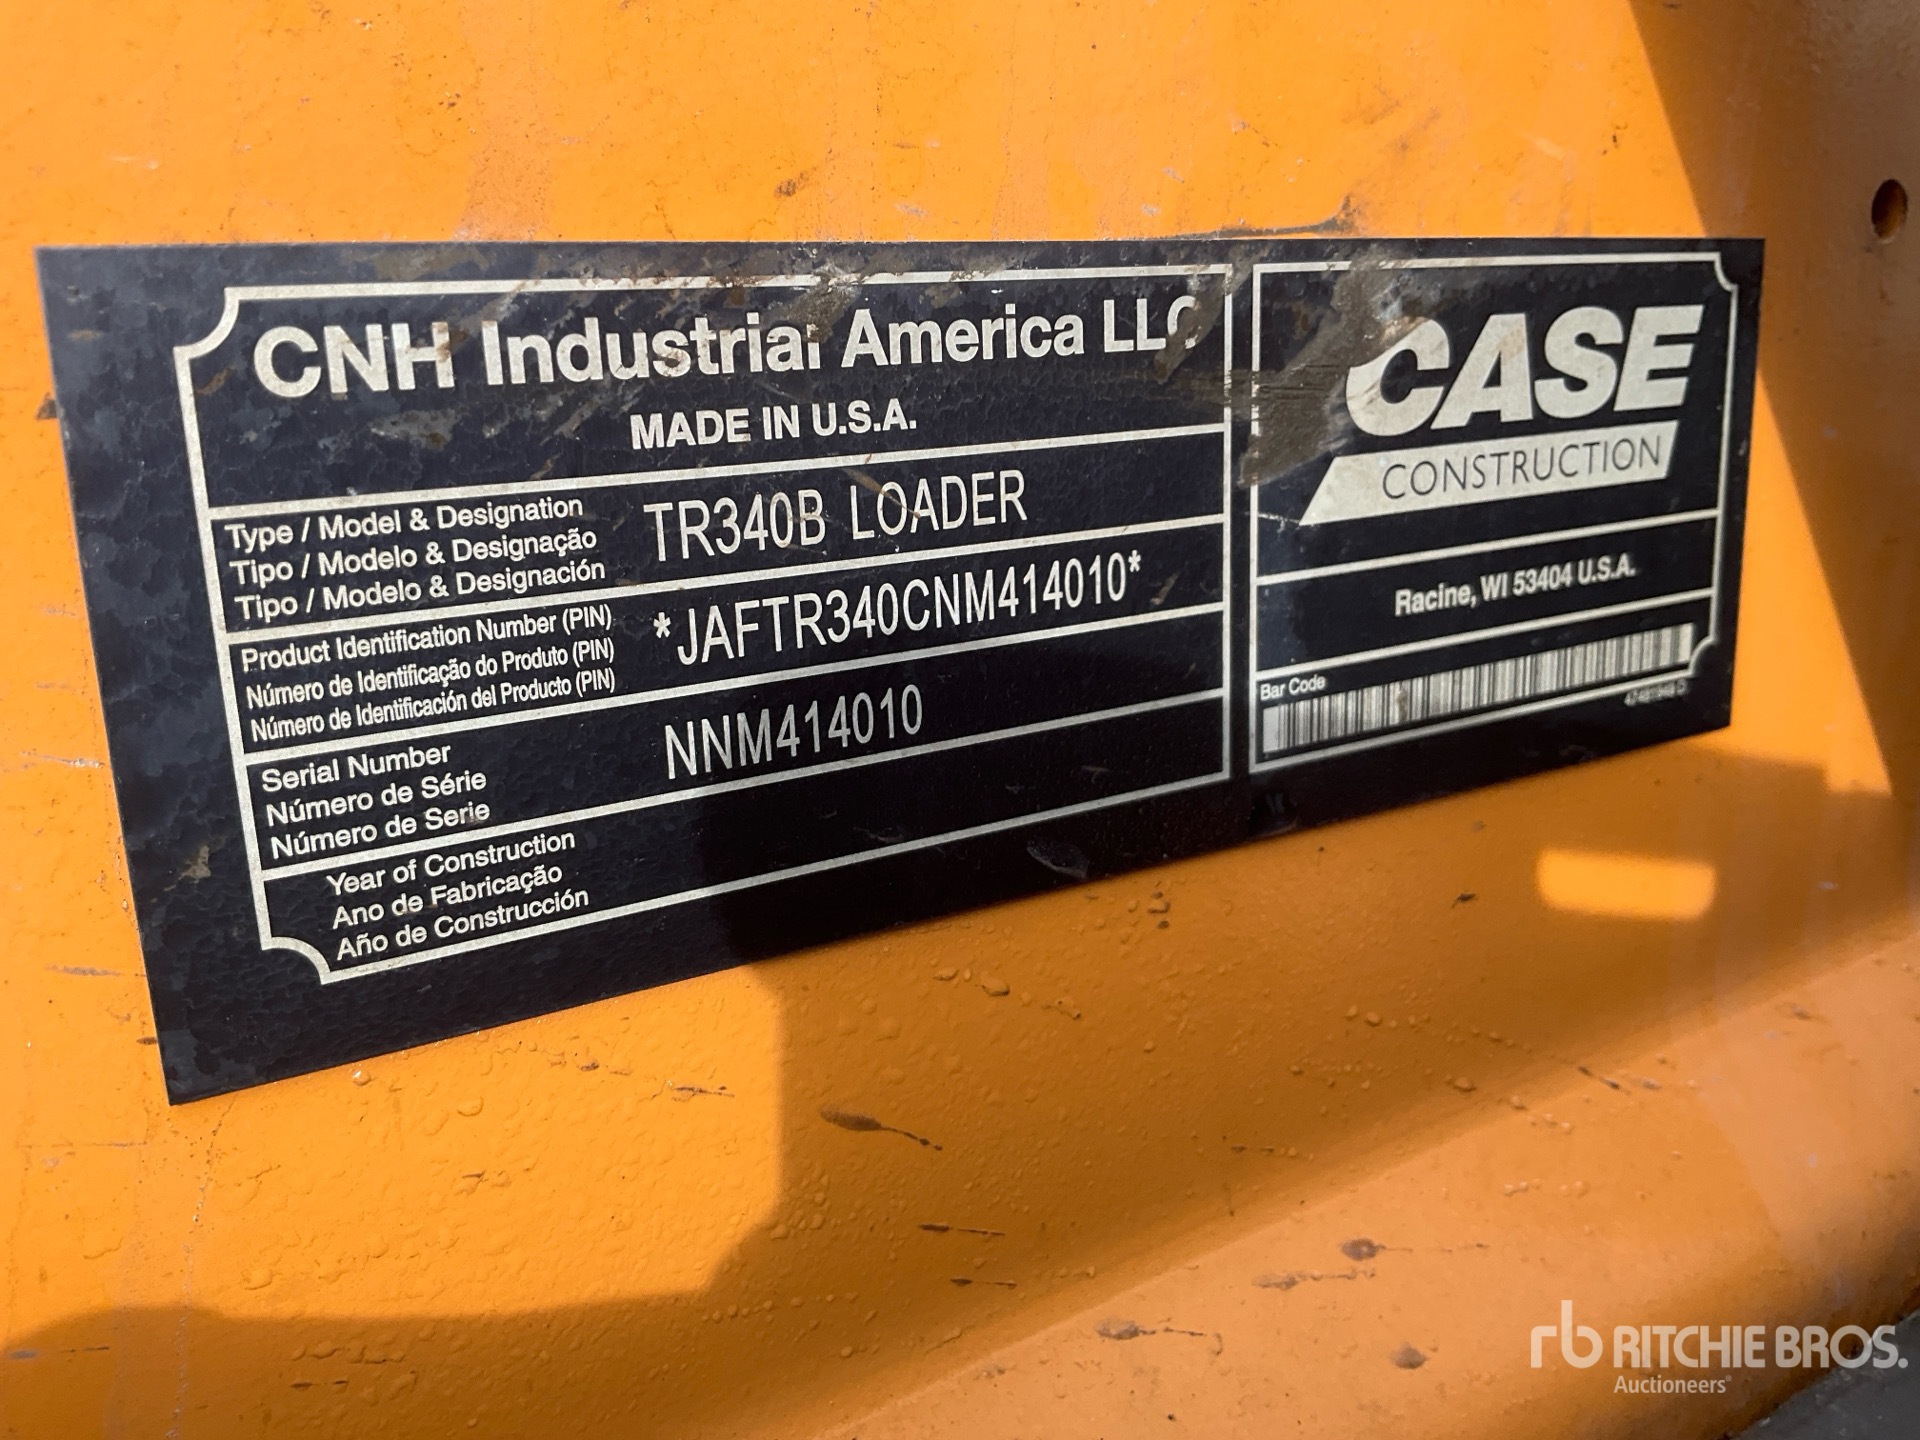 CNH Industrial America LLC
MADE IN U.S.A.
Type / Model & Designation
Tipo / Modelo & Designação
Tipo / Modelo & Designación
TR340B LOADER
Product Identification Number (PIN)
Número de Identificação do Produto (PIN)
Número de Identificación del Producto (PIN)
*JAFTR340CNM414010*
Serial Number
Número de Série
Número de Serie
NNM414010
Year of Construction
Ano de Fabricação
Año de Construcción
CASE
CONSTRUCTION
Racine, WI 53404 U.S.A.
Bar Code
rb RITCHIE BROS.
Auctioneers